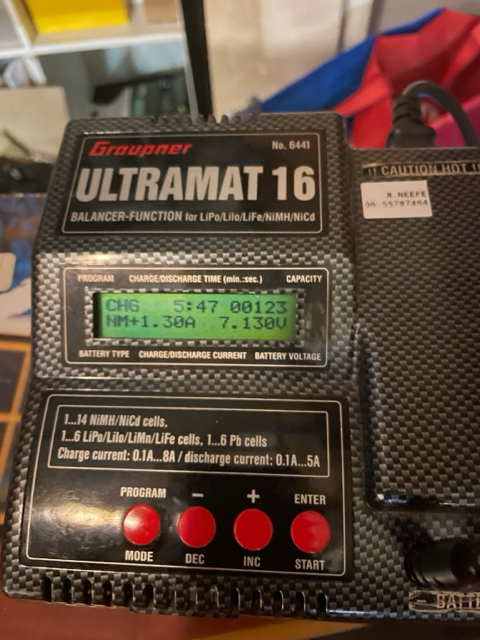 Graupner
No. 6441
ULTRAMAT 16
BALANCER-FUNCTION for LiPo/LiIo/LiFe/NiMH/NiCd
!! CAUTION HOT !!
R.NEEFE
PROGRAM CHARGE/DISCHARGE TIME (min.:sec.) CAPACITY
CHG 5:47 00123
NM+1.30A 7.130V
BATTERY TYPE CHARGE/DISCHARGE CURRENT BATTERY VOLTAGE
1...14 NiMH/NiCd cells,
1...6 LiPo/LiIo/LiMn/LiFe cells, 1...6 Pb cells
Charge current: 0.1A...8A / discharge current: 0.1A...5A
PROGRAM - + ENTER
MODE DEC INC START